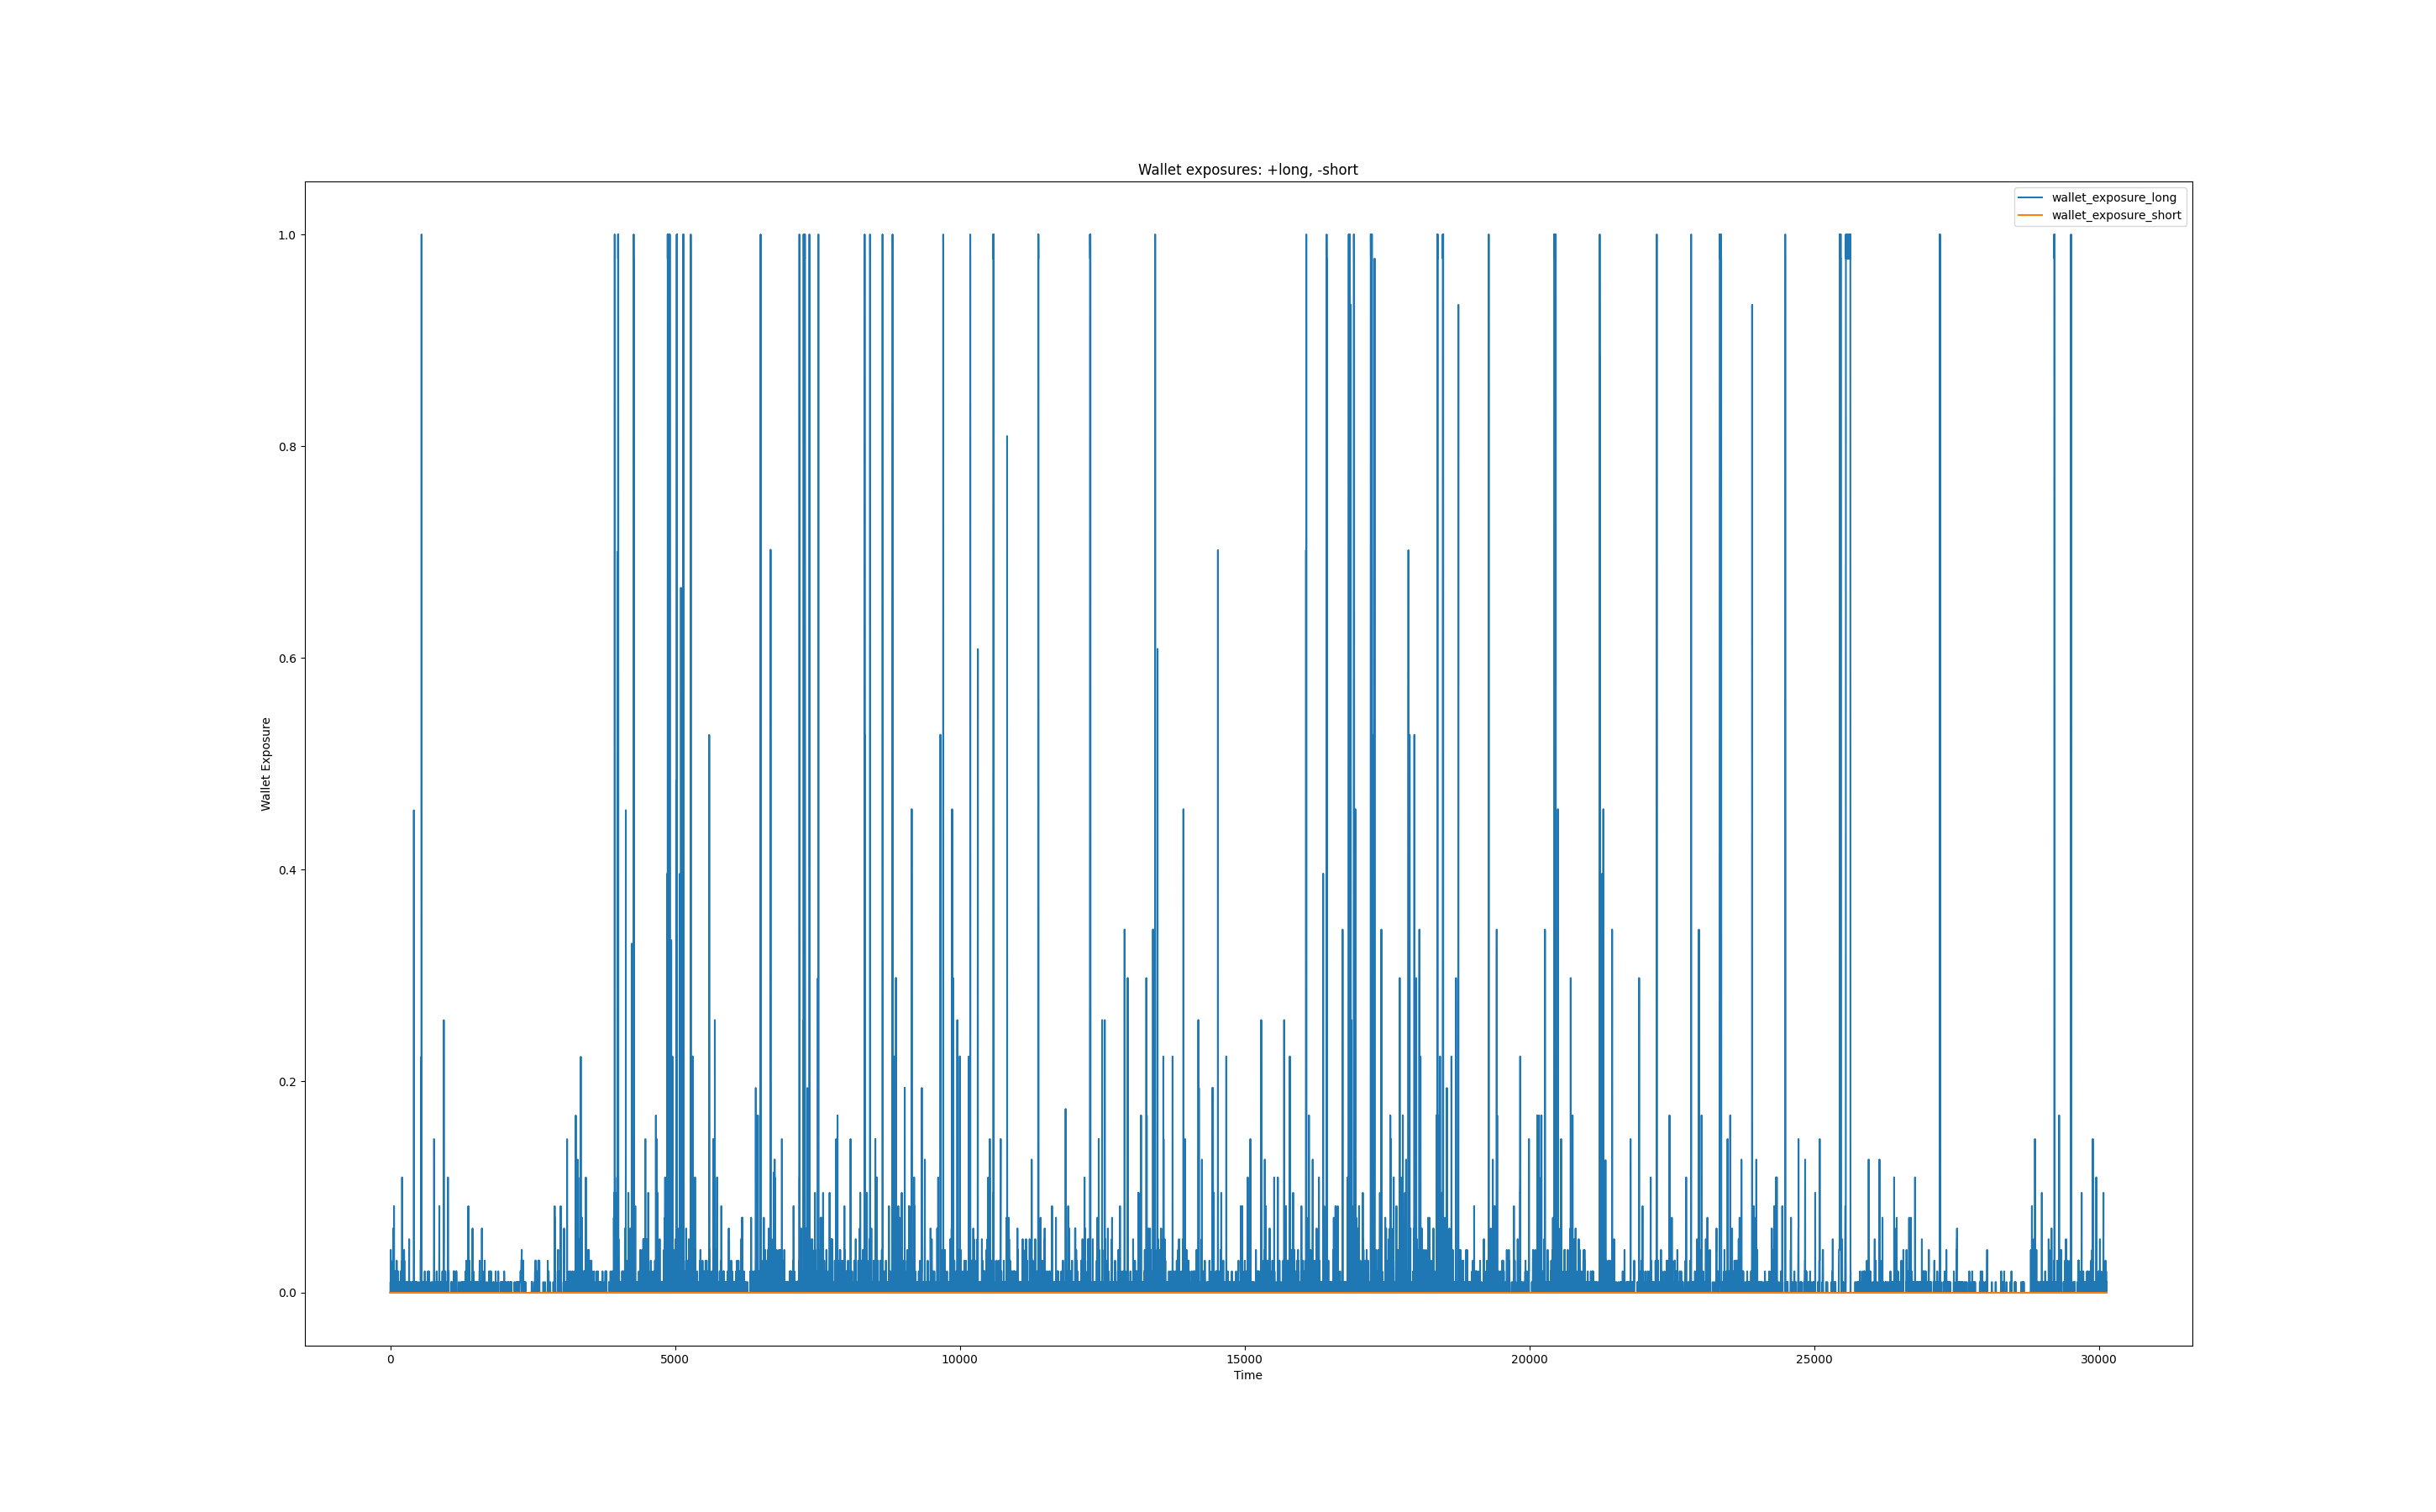 Wallet exposures: +long, -short
wallet_exposure_long
wallet_exposure_short
1.0
0.8
0.6
0.4
0.2
0.0
Wallet Exposure
0 5000 10000 15000 20000 25000 30000
Time